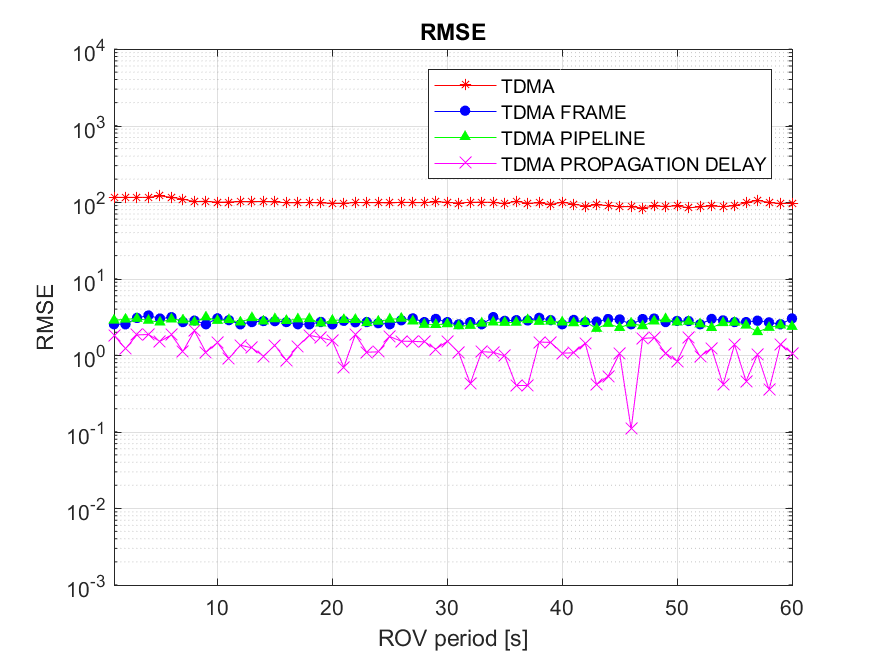 RMSE
10^4
10^3
10^2
10^1
10^0
10^-1
10^-2
10^-3
RMSE
TDMA
TDMA FRAME
TDMA PIPELINE
TDMA PROPAGATION DELAY
10 20 30 40 50 60
ROV period [s]